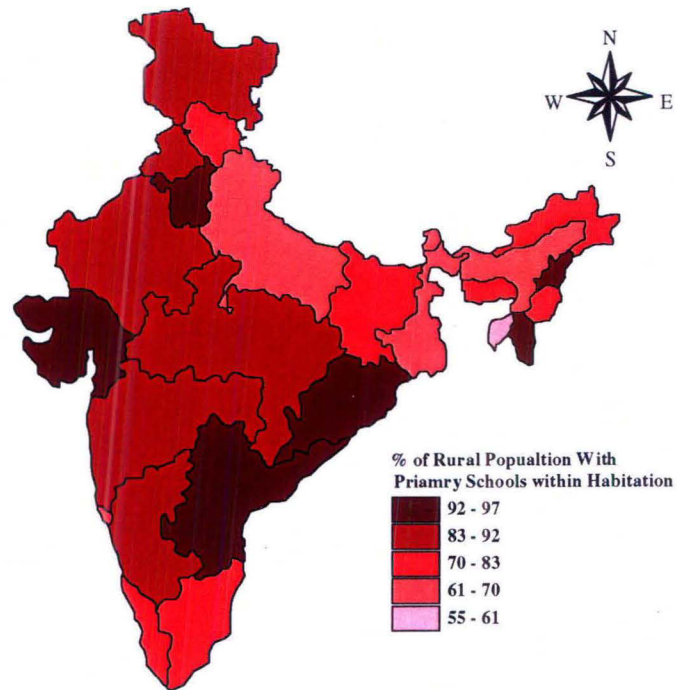 N
W E
S
% of Rural Popualtion With
Priamry Schools within Habitation
92 - 97
83 - 92
70 - 83
61 - 70
55 - 61